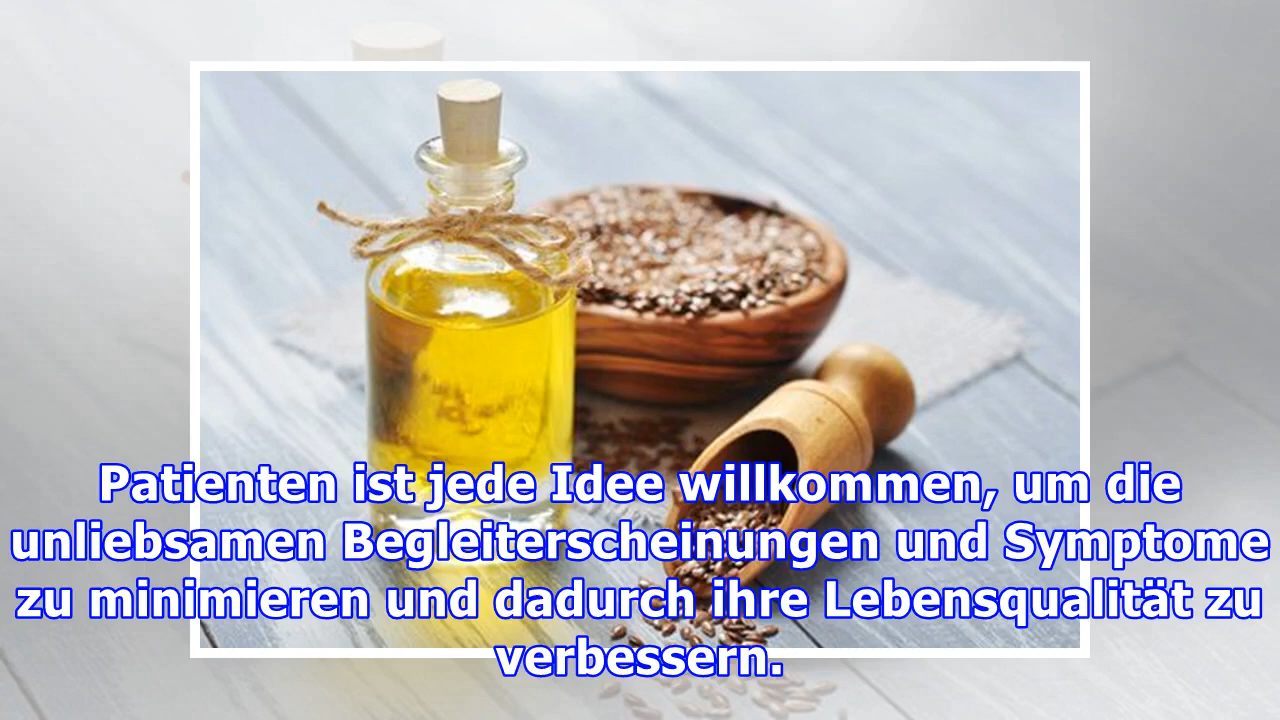 Patienten ist jede Idee willkommen, um die
unliebsamen Begleiterscheinungen und Symptome
zu minimieren und dadurch ihre Lebensqualität zu
verbessern.